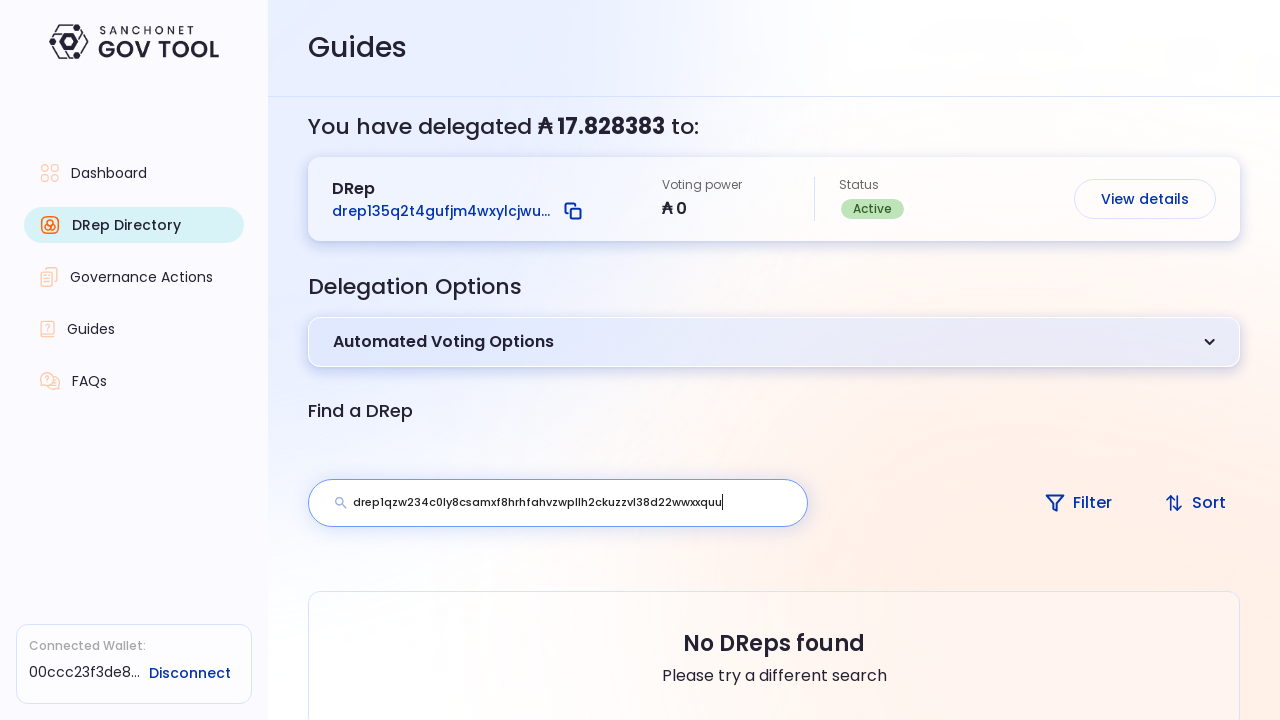 SANCHONET
GOV TOOL
Guides
Dashboard
DRep Directory
Governance Actions
Guides
FAQs
Connected Wallet:
00ccc23f3de8...
Disconnect
You have delegated ₳ 17.828383 to:
DRep
drep135q2t4gufjm4wxylcjwu...
Voting power
₳ 0
Status
Active
View details
Delegation Options
Automated Voting Options
Find a DRep
drep1qzw234c0ly8csamxf8hrhfahvzwpllh2ckuzzvl38d22wwxxquu
Filter
Sort
No DReps found
Please try a different search